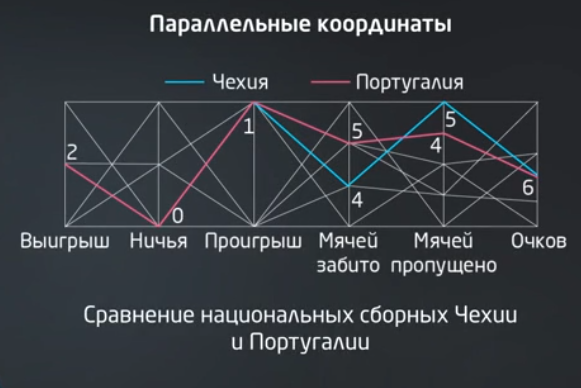 Параллельные координаты
Чехия Португалия
2
0
1
5
4
5
4
6
Выигрыш Ничья Проигрыш Мячей Мячей Очков
забито пропущено
Сравнение национальных сборных Чехии
и Португалии